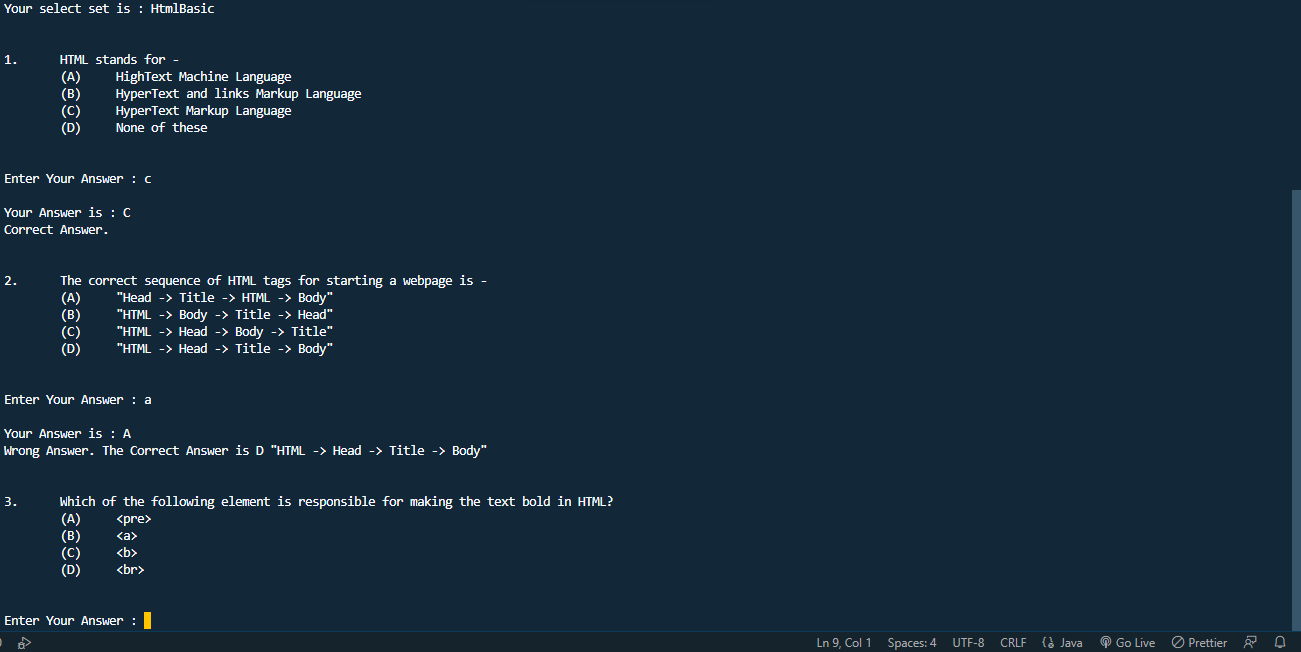 Your select set is : HtmlBasic
1. HTML stands for -
(A) HighText Machine Language
(B) HyperText and links Markup Language
(C) HyperText Markup Language
(D) None of these
Enter Your Answer : c
Your Answer is : C
Correct Answer.
2. The correct sequence of HTML tags for starting a webpage is -
(A) "Head -> Title -> HTML -> Body"
(B) "HTML -> Body -> Title -> Head"
(C) "HTML -> Head -> Body -> Title"
(D) "HTML -> Head -> Title -> Body"
Enter Your Answer : a
Your Answer is : A
Wrong Answer. The Correct Answer is D "HTML -> Head -> Title -> Body"
3. Which of the following element is responsible for making the text bold in HTML?
(A) <pre>
(B) <a>
(C) <b>
(D) <br>
Enter Your Answer :
Ln 9, Col 1 Spaces: 4 UTF-8 CRLF Java Go Live Prettier